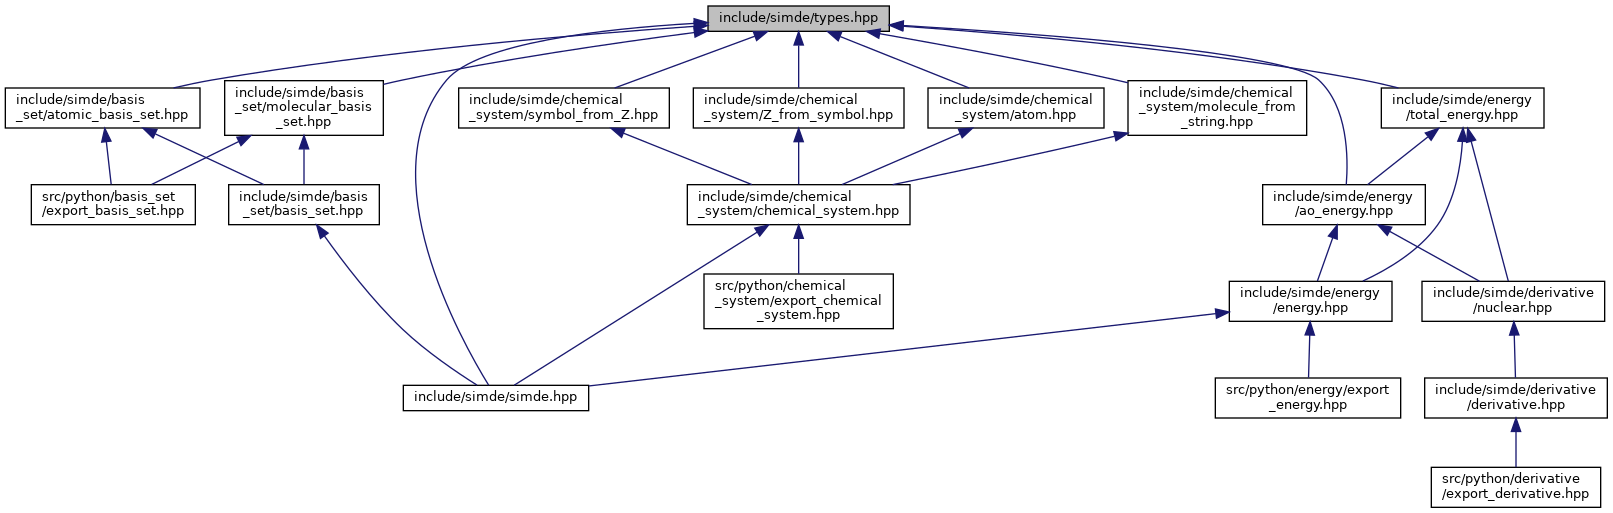 include/simde/types.hpp
include/simde/basis
_set/atomic_basis_set.hpp
include/simde/basis
_set/molecular_basis
_set.hpp
include/simde/chemical
_system/symbol_from_Z.hpp
include/simde/chemical
_system/Z_from_symbol.hpp
include/simde/chemical
_system/atom.hpp
include/simde/chemical
_system/molecule_from
_string.hpp
include/simde/energy
/total_energy.hpp
src/python/basis_set
/export_basis_set.hpp
include/simde/basis
_set/basis_set.hpp
include/simde/chemical
_system/chemical_system.hpp
include/simde/energy
/ao_energy.hpp
src/python/chemical
_system/export_chemical
_system.hpp
include/simde/energy
/energy.hpp
include/simde/derivative
/nuclear.hpp
include/simde/simde.hpp
src/python/energy/export
_energy.hpp
include/simde/derivative
/derivative.hpp
src/python/derivative
/export_derivative.hpp